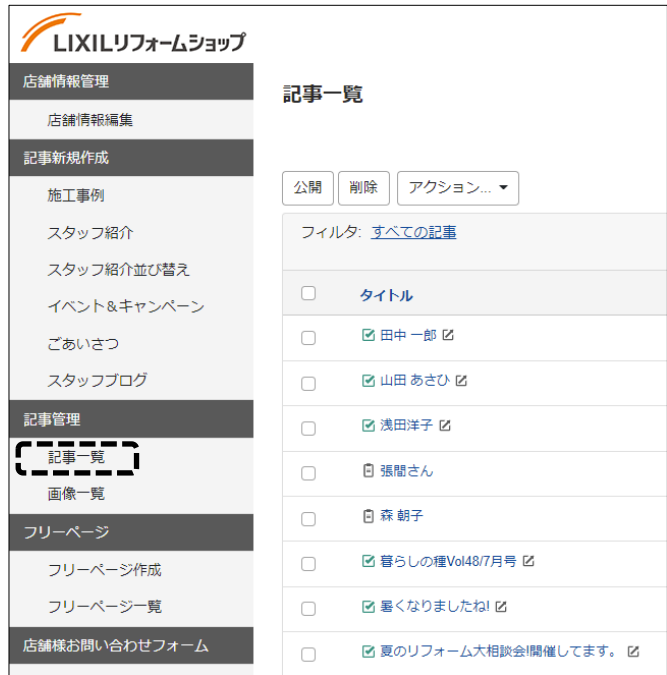 LIXILリフォームショップ
店舗情報管理
店舗情報編集
記事新規作成
施工事例
スタッフ紹介
スタッフ紹介並び替え
イベント＆キャンペーン
ごあいさつ
スタッフブログ
記事管理
記事一覧
画像一覧
フリーページ
フリーページ作成
フリーページ一覧
店舗様お問い合わせフォーム
記事一覧
公開 削除 アクション...
フィルタ: すべての記事
タイトル
田中 一郎
山田 あさひ
浅田洋子
張間さん
森 朝子
暮らしの種Vol48/7月号
暑くなりましたね!
夏のリフォーム大相談会!開催してます。